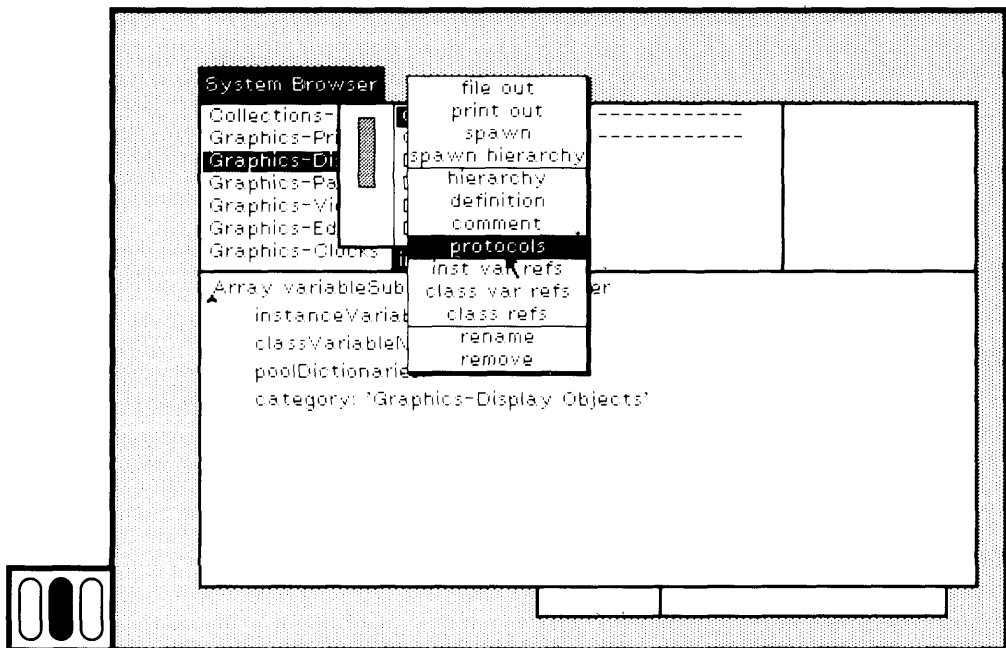 System Browser
Collections-
Graphics-Pri
Graphics-Di
Graphics-Pa
Graphics-Vi
Graphics-Ed
Graphics-Clocks
file out
print out
spawn
spawn hierarchy
hierarchy
definition
comment
protocols
inst var refs
class var refs
class refs
rename
remove
Array variableSub
er
instanceVariab
classVariableN
poolDictionaries
category: 'Graphics-Display Objects'